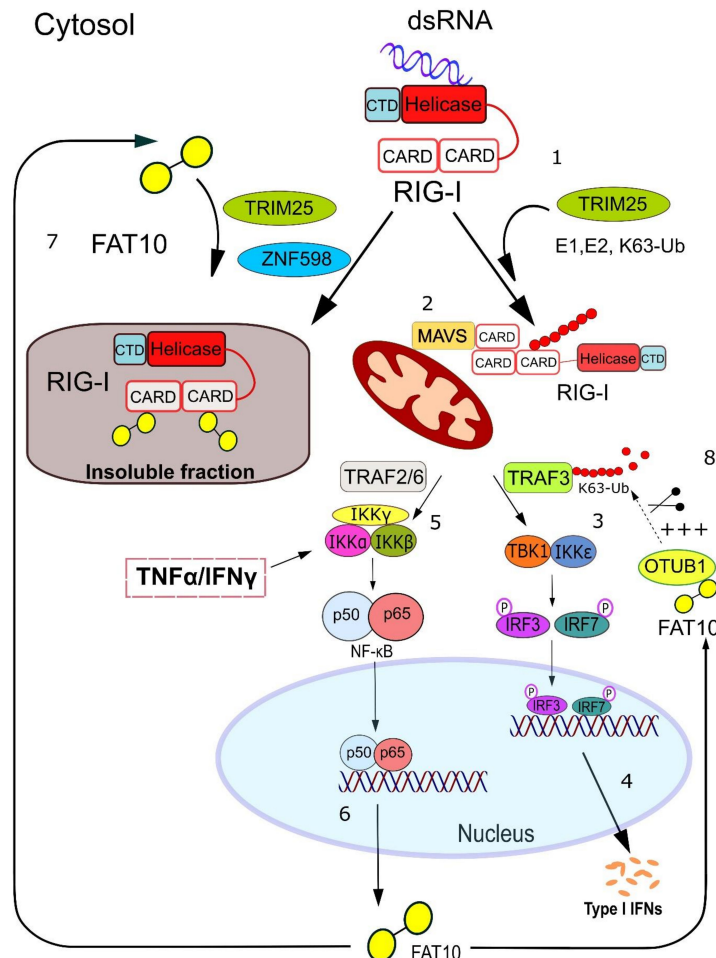 Cytosol
dsRNA
CTD Helicase
CARD CARD
1
RIG-I
TRIM25
TRIM25
7 FAT10
ZNF598
E1,E2, K63-Ub
2
MAVS CARD
CTD Helicase
CARD CARD Helicase CTD
RIG-I
RIG-I
CARD CARD
Insoluble fraction
8
TRAF2/6
TRAF3
K63-Ub
IKKγ
5
3
+++
IKKα IKKβ
TBK1 IKKε
OTUB1
TNFα/IFNγ
p50 p65
P P
IRF3 IRF7
FAT10
NF-κB
P P
IRF3 IRF7
p50 p65
4
6
Nucleus
Type I IFNs
FAT10